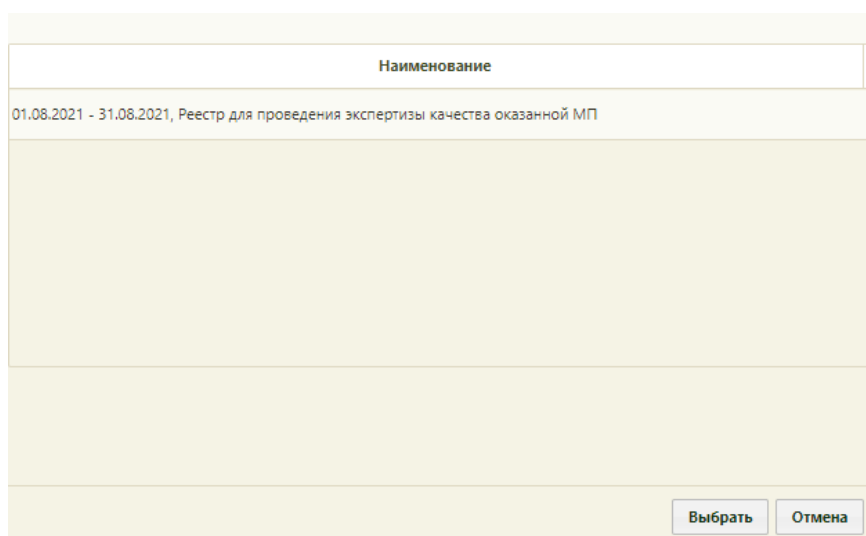 Наименование
01.08.2021 - 31.08.2021, Реестр для проведения экспертизы качества оказанной МП
Выбрать Отмена